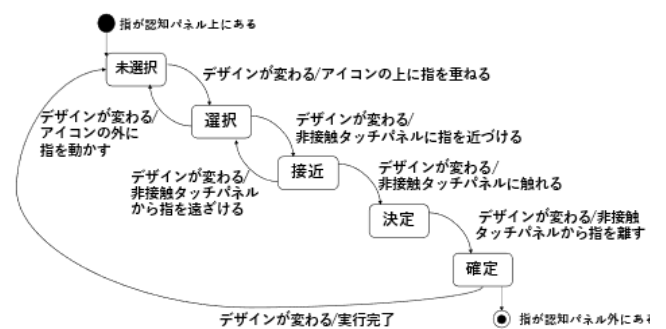 指が認知パネル上にある
未選択
デザインが変わる/アイコンの上に指を重ねる
デザインが変わる/
アイコンの外に
指を動かす
選択
デザインが変わる/
非接触タッチパネルに指を近づける
接近
デザインが変わる/
非接触タッチパネル
から指を遠ざける
デザインが変わる/
非接触タッチパネルに触れる
決定
デザインが変わる/非接触
タッチパネルから指を離す
確定
デザインが変わる/実行完了
指が認知パネル外にある